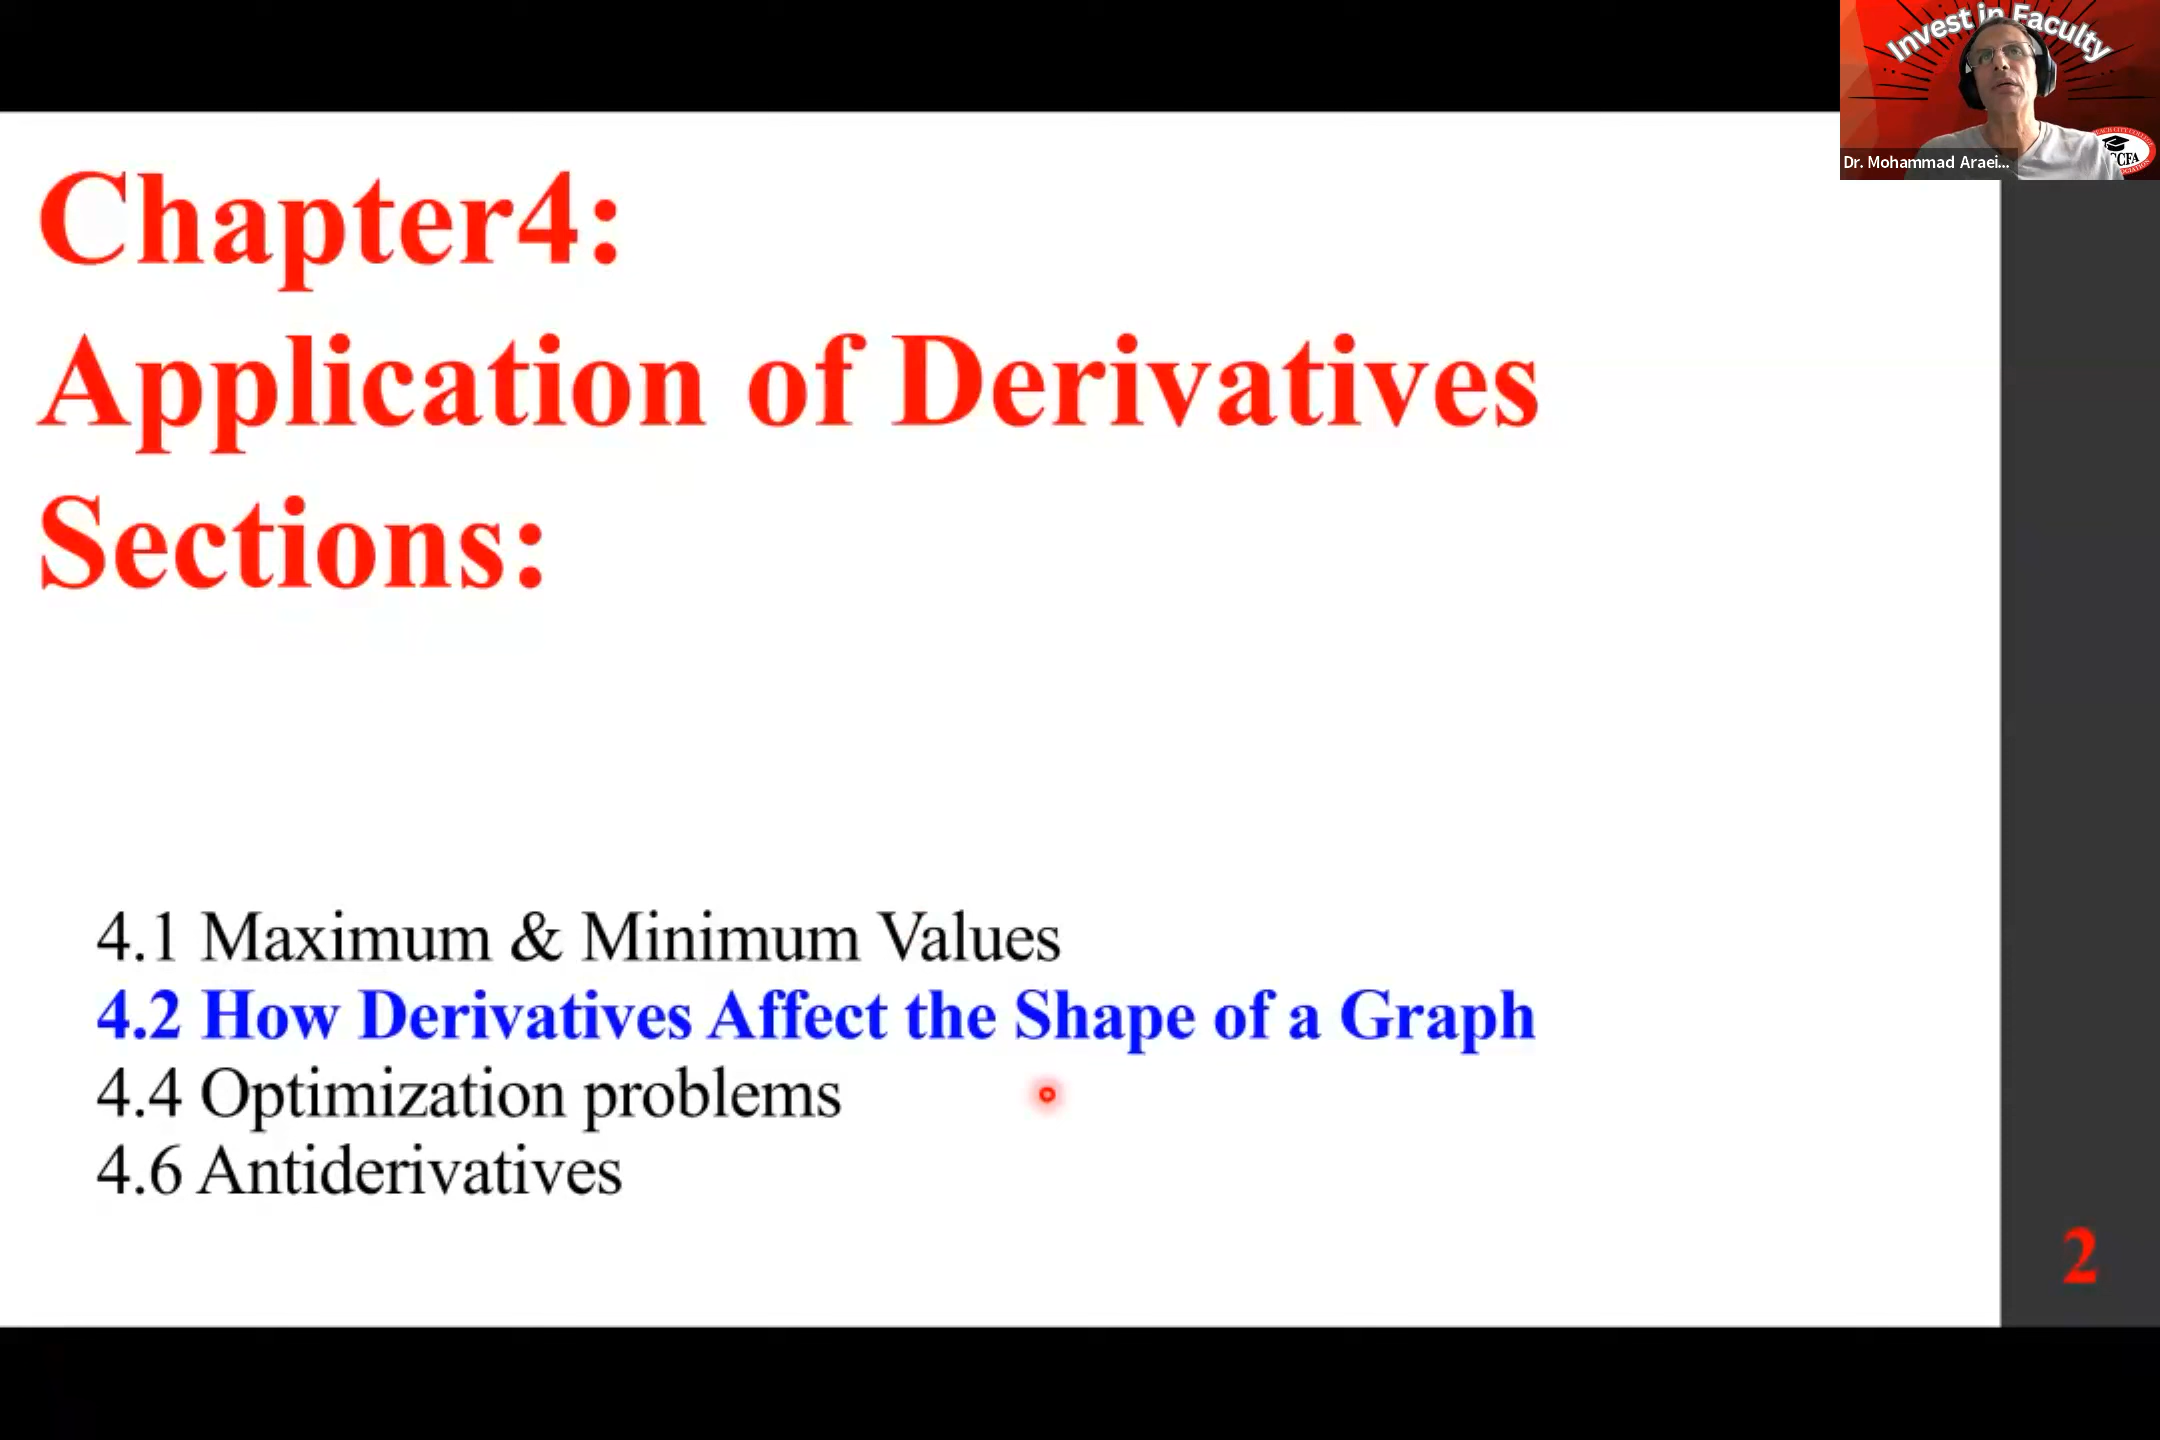 Invest in Faculty
CCFA
Dr. Mohammad Araei...
Chapter4:
Application of Derivatives
Sections:
4.1 Maximum & Minimum Values
4.2 How Derivatives Affect the Shape of a Graph
4.4 Optimization problems
4.6 Antiderivatives
2